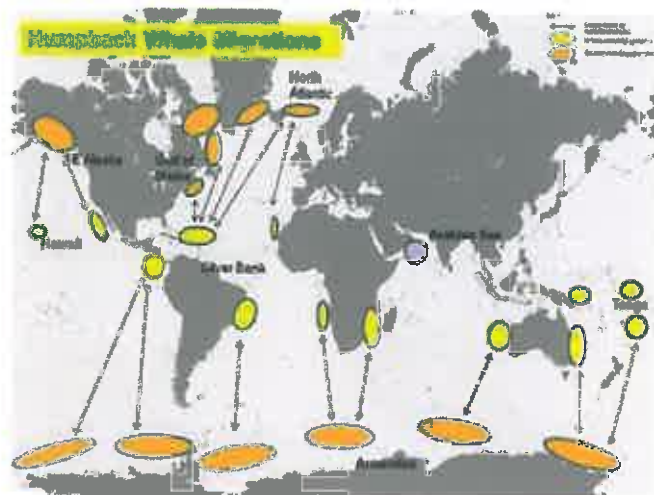 Humpback Whale Migrations
North
Atlantic
SE Alaska
Gulf of
Maine
Hawaii
Arabian Sea
Silver Bank
Tonga
Antarctica